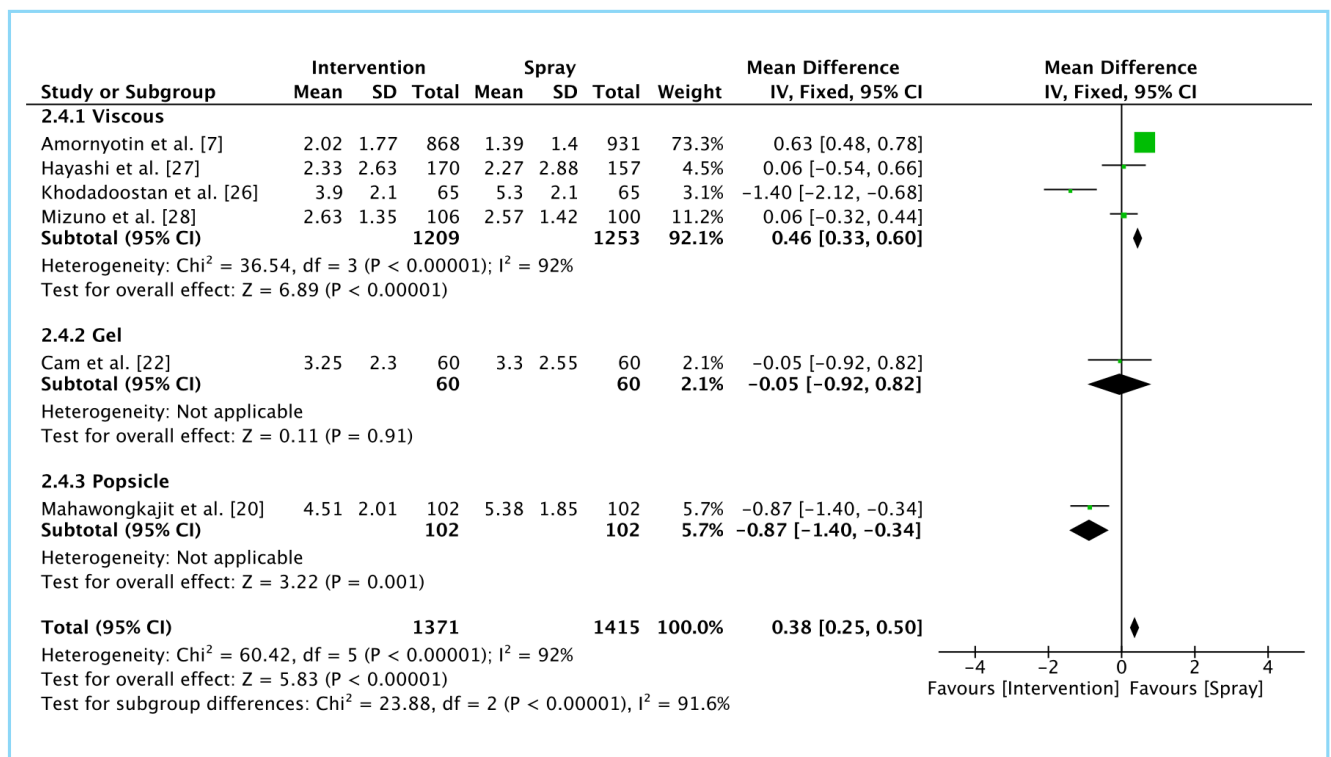 Intervention Spray Mean Difference Mean Difference
Study or Subgroup Mean SD Total Mean SD Total Weight IV, Fixed, 95% CI IV, Fixed, 95% CI
2.4.1 Viscous
Amornyotin et al. [7] 2.02 1.77 868 1.39 1.4 931 73.3% 0.63 [0.48, 0.78]
Hayashi et al. [27] 2.33 2.63 170 2.27 2.88 157 4.5% 0.06 [−0.54, 0.66]
Khodadoostan et al. [26] 3.9 2.1 65 5.3 2.1 65 3.1% −1.40 [−2.12, −0.68]
Mizuno et al. [28] 2.63 1.35 106 2.57 1.42 100 11.2% 0.06 [−0.32, 0.44]
Subtotal (95% CI) 1209 1253 92.1% 0.46 [0.33, 0.60]
Heterogeneity: Chi² = 36.54, df = 3 (P < 0.00001); I² = 92%
Test for overall effect: Z = 6.89 (P < 0.00001)
2.4.2 Gel
Cam et al. [22] 3.25 2.3 60 3.3 2.55 60 2.1% −0.05 [−0.92, 0.82]
Subtotal (95% CI) 60 60 2.1% −0.05 [−0.92, 0.82]
Heterogeneity: Not applicable
Test for overall effect: Z = 0.11 (P = 0.91)
2.4.3 Popsicle
Mahawongkajit et al. [20] 4.51 2.01 102 5.38 1.85 102 5.7% −0.87 [−1.40, −0.34]
Subtotal (95% CI) 102 102 5.7% −0.87 [−1.40, −0.34]
Heterogeneity: Not applicable
Test for overall effect: Z = 3.22 (P = 0.001)
Total (95% CI) 1371 1415 100.0% 0.38 [0.25, 0.50]
Heterogeneity: Chi² = 60.42, df = 5 (P < 0.00001); I² = 92%
Test for overall effect: Z = 5.83 (P < 0.00001)
Test for subgroup differences: Chi² = 23.88, df = 2 (P < 0.00001), I² = 91.6%
−4 −2 0 2 4
Favours [Intervention] Favours [Spray]